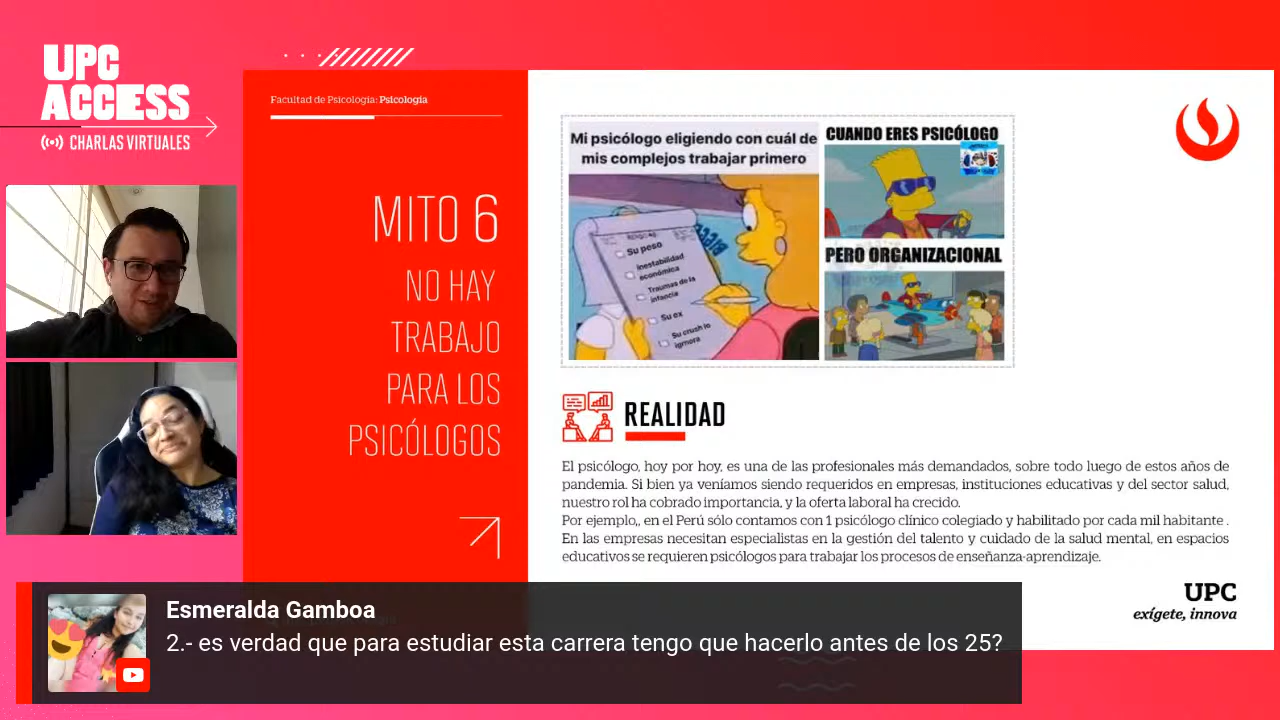 UPC
ACCESS
CHARLAS VIRTUALES
Facultad de Psicología: Psicología
MITO 6
NO HAY
TRABAJO
PARA LOS
PSICÓLOGOS
Mi psicólogo eligiendo con cuál de
mis complejos trabajar primero
Su peso
Inestabilidad
económica
Traumas de la
infancia
Su ex
Su crush lo
ignora
CUANDO ERES PSICÓLOGO
PERO ORGANIZACIONAL
REALIDAD
El psicólogo, hoy por hoy, es una de las profesionales más demandados, sobre todo luego de estos años de
pandemia. Si bien ya veníamos siendo requeridos en empresas, instituciones educativas y del sector salud,
nuestro rol ha cobrado importancia, y la oferta laboral ha crecido.
Por ejemplo,, en el Perú sólo contamos con 1 psicólogo clínico colegiado y habilitado por cada mil habitante .
En las empresas necesitan especialistas en la gestión del talento y cuidado de la salud mental, en espacios
educativos se requieren psicólogos para trabajar los procesos de enseñanza-aprendizaje.
UPC
exígete, innova
Esmeralda Gamboa
2.- es verdad que para estudiar esta carrera tengo que hacerlo antes de los 25?